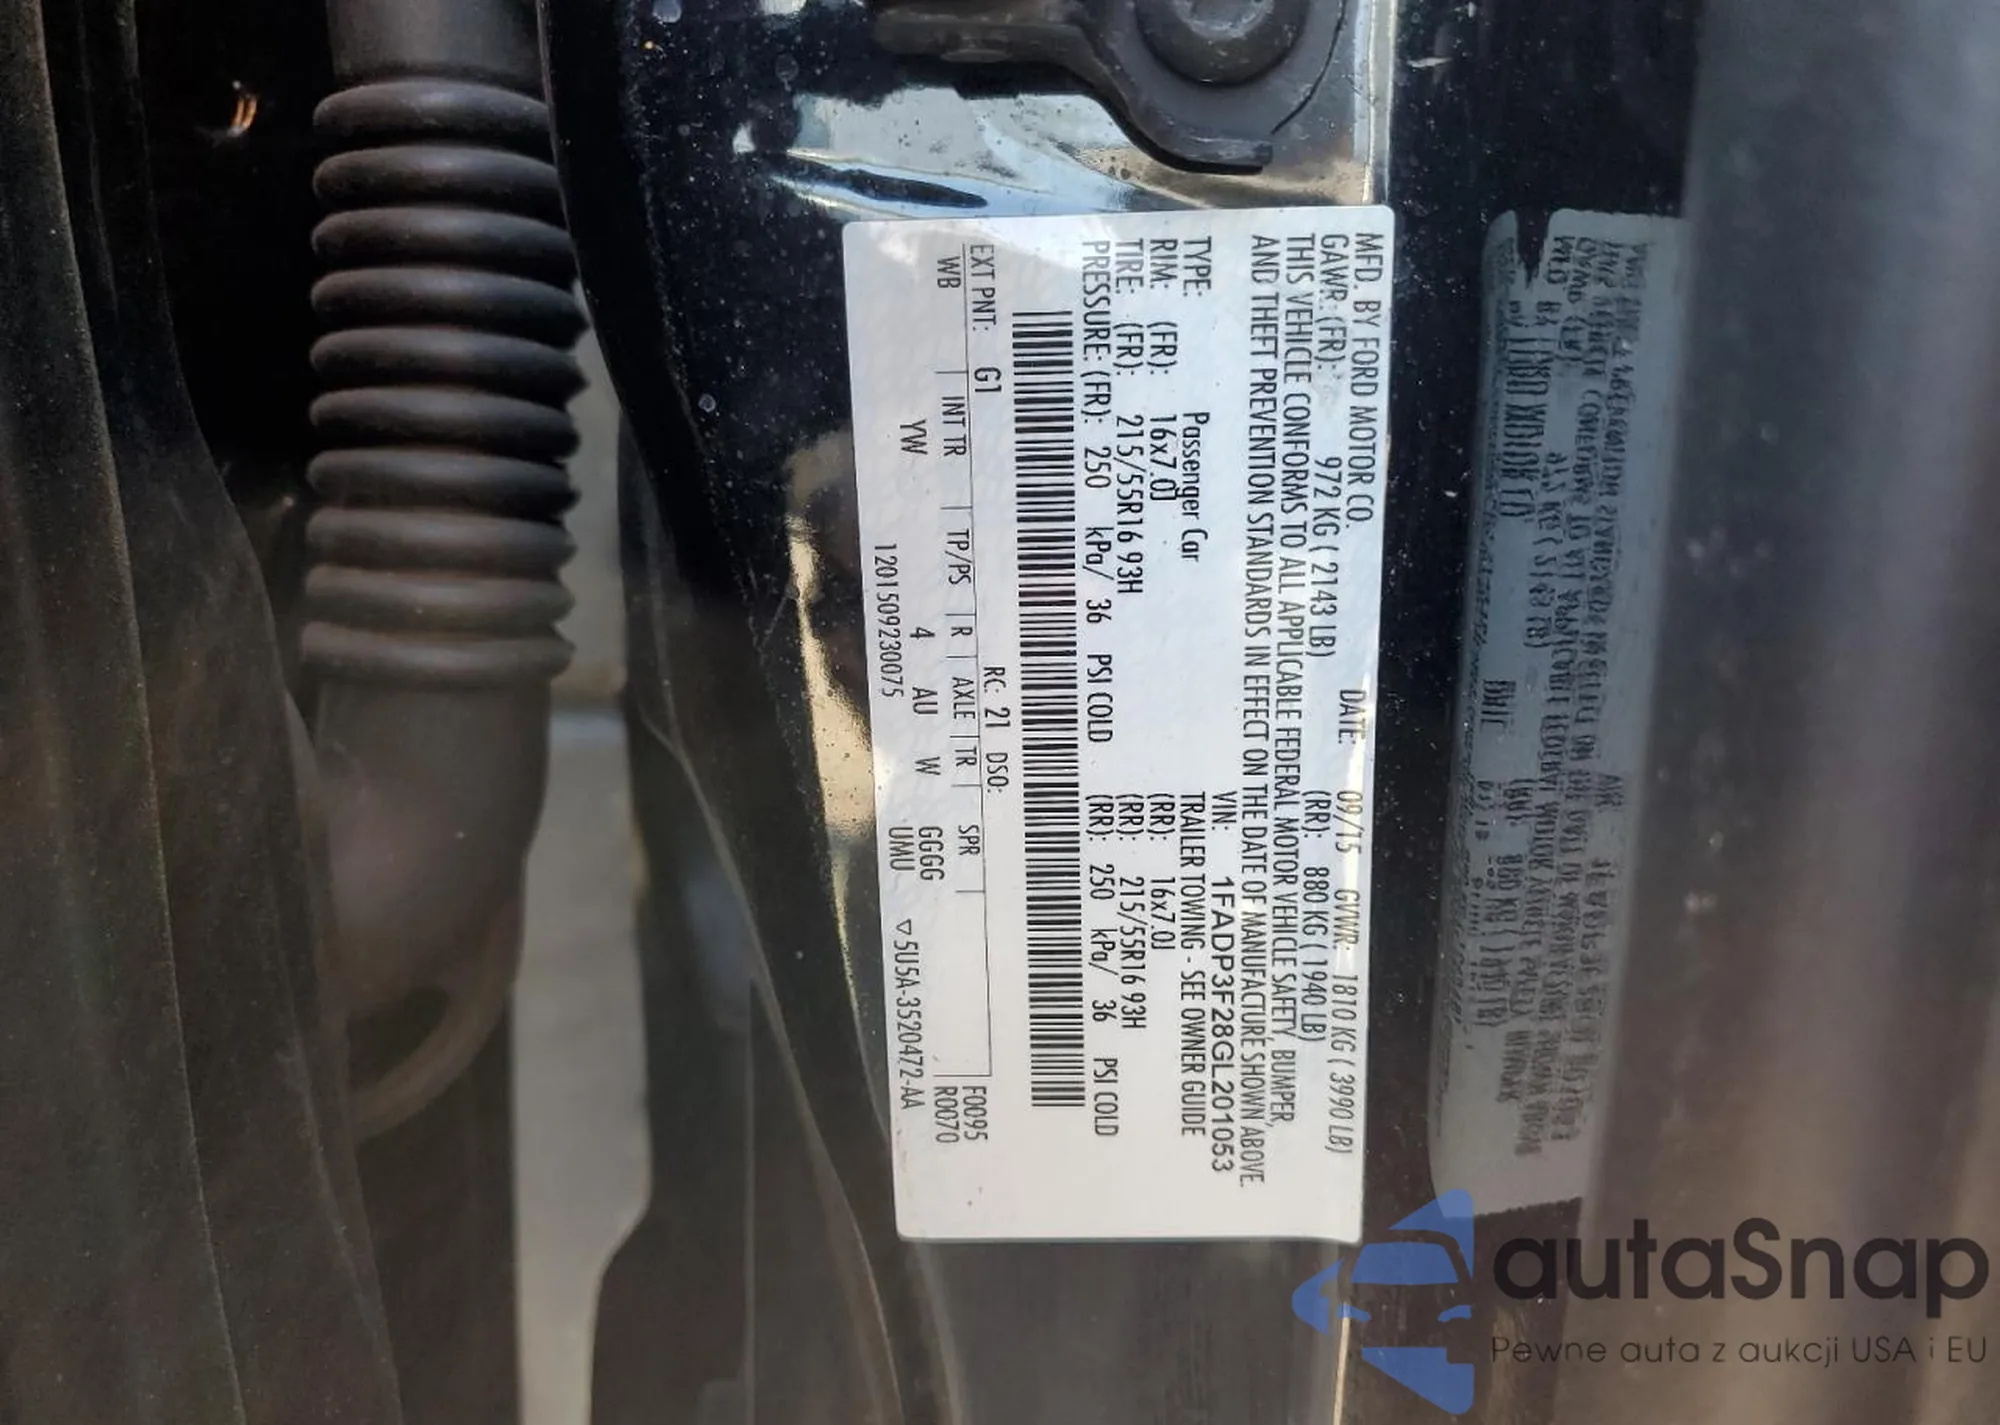 MFD. BY FORD MOTOR CO. DATE: 09/15 GVWR: 1810 KG ( 3990 LB)
GAWR: (FR): 972 KG ( 2143 LB) (RR): 880 KG ( 1940 LB)
THIS VEHICLE CONFORMS TO ALL APPLICABLE FEDERAL MOTOR VEHICLE SAFETY, BUMPER,
AND THEFT PREVENTION STANDARDS IN EFFECT ON THE DATE OF MANUFACTURE SHOWN ABOVE.
VIN: 1FADP3F28GL201053
TYPE: Passenger Car TRAILER TOWING - SEE OWNER GUIDE
RIM: (FR): 16x7.0J (RR): 16x7.0J
TIRE: (FR): 215/55R16 93H (RR): 215/55R16 93H
PRESSURE: (FR): 250 kPa/ 36 PSI COLD (RR): 250 kPa/ 36 PSI COLD
EXT PNT: G1 RC: 21 DSO: F0095
WB INT TR TP/PS R AXLE TR SPR R0070
YW 4 AU W GGGG
1201509230075 UMU ▽5U5A-3520472-AA
autaSnap
Pewne auta z aukcji USA i EU